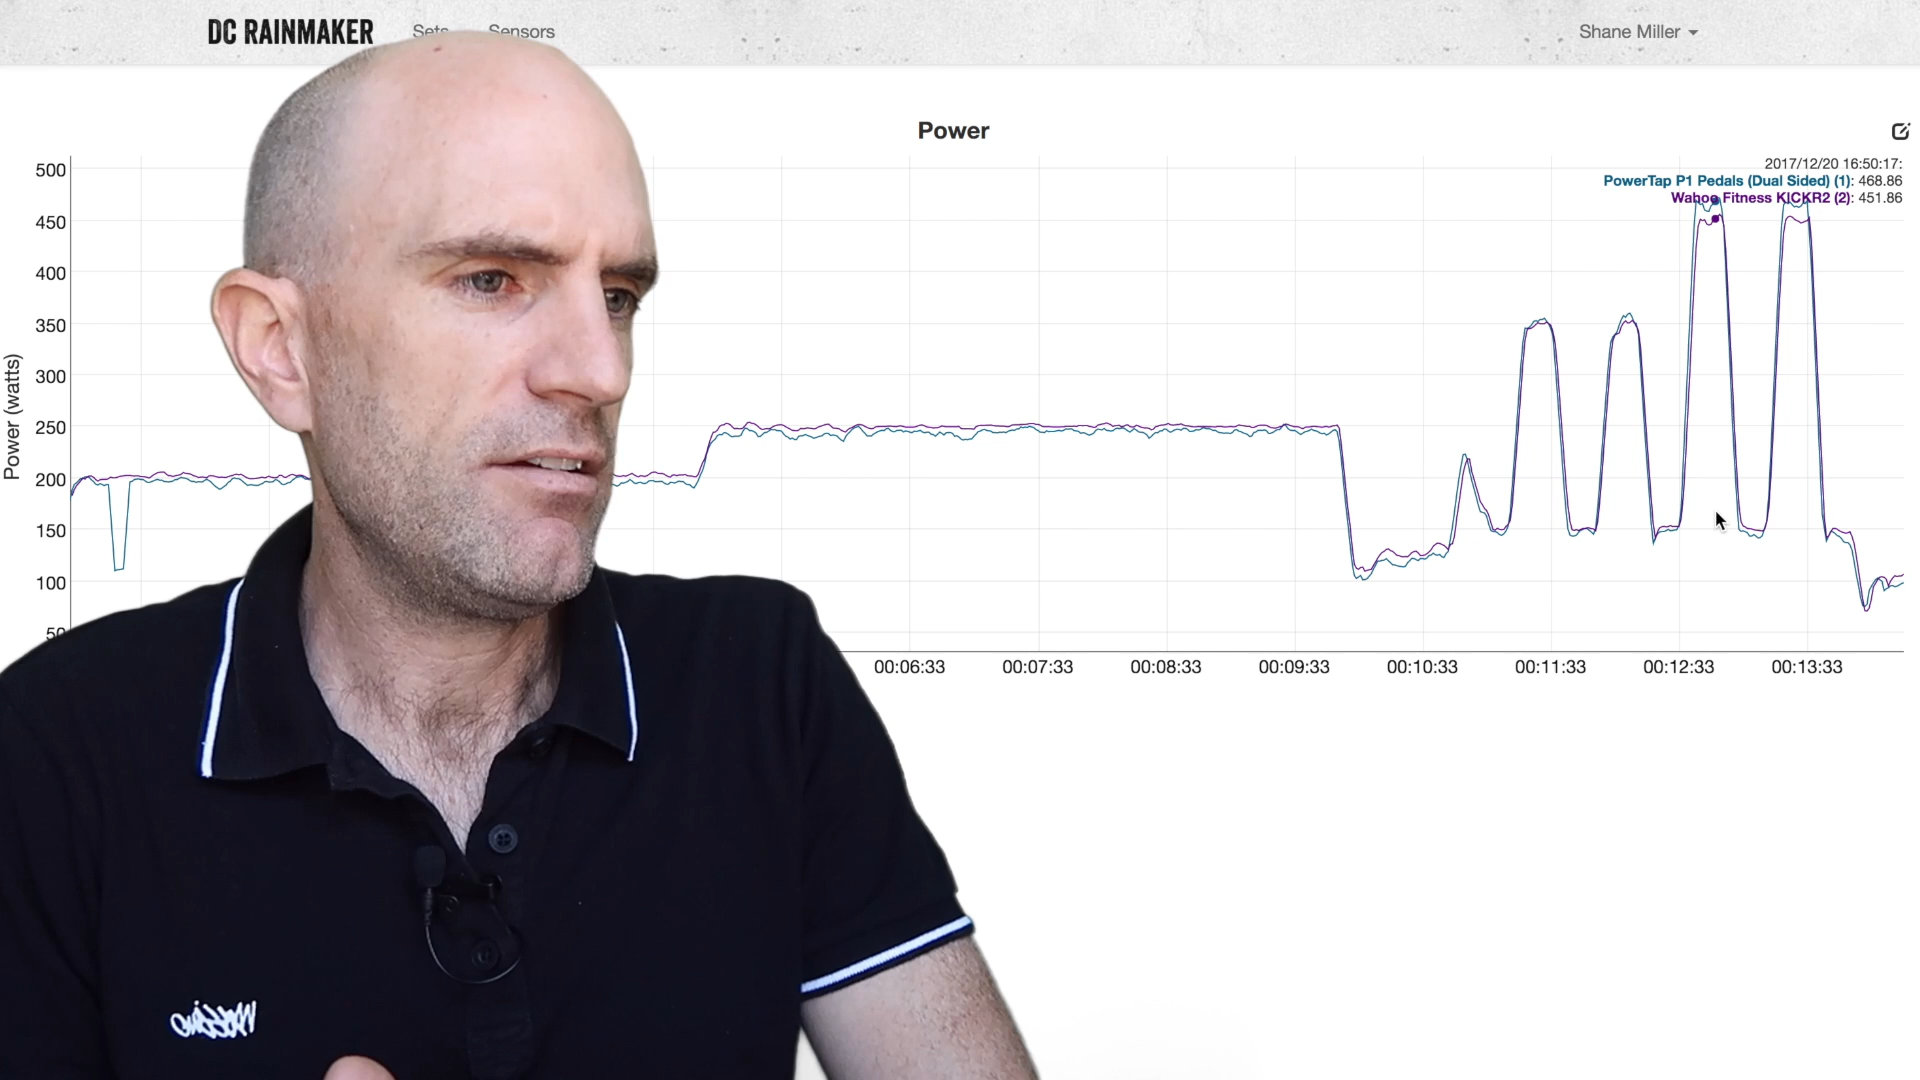 DC RAINMAKER Sets Sensors Shane Miller
Power
2017/12/20 16:50:17:
PowerTap P1 Pedals (Dual Sided) (1): 468.86
Wahoo Fitness KICKR2 (2): 451.86
Power (watts)
500
450
400
350
300
250
200
150
100
50
00:06:33 00:07:33 00:08:33 00:09:33 00:10:33 00:11:33 00:12:33 00:13:33